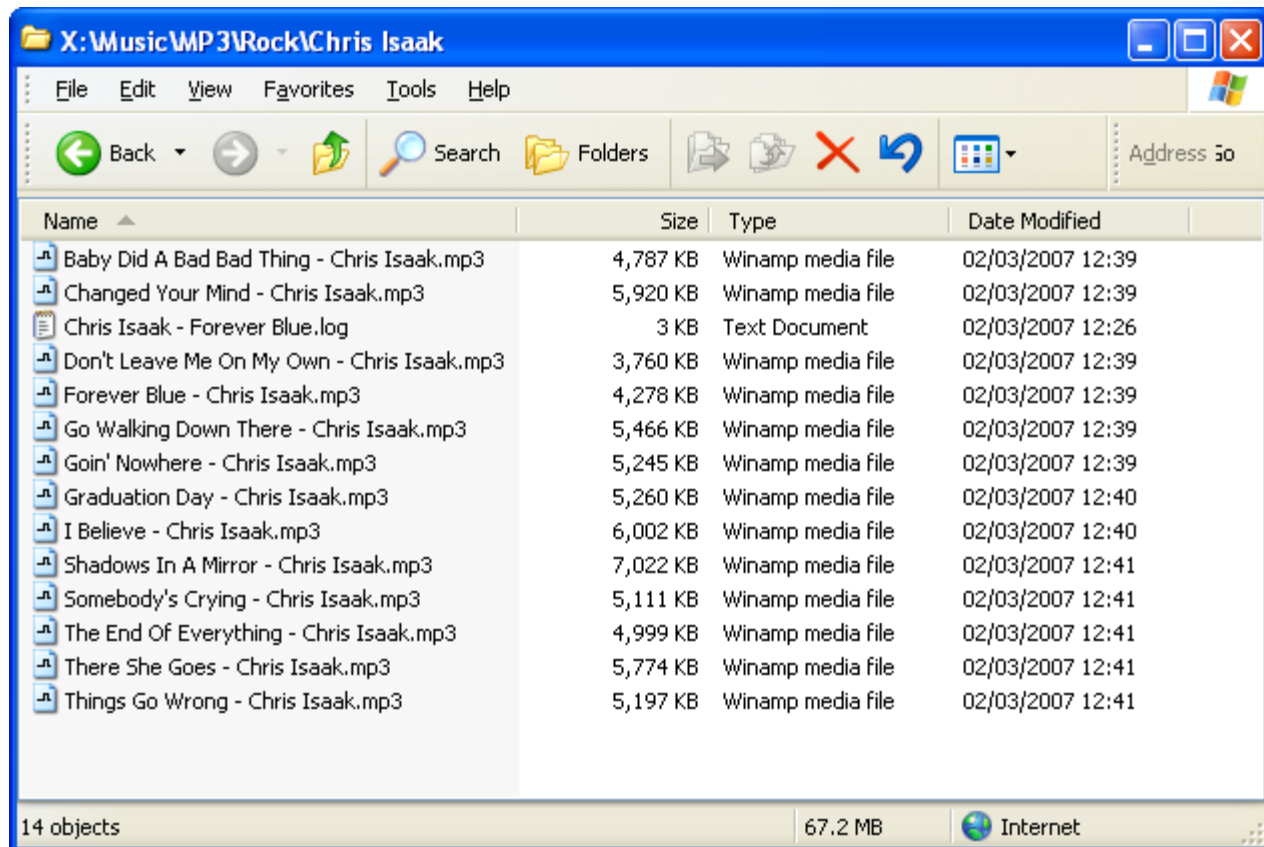 X:\Music\MP3\Rock\Chris Isaak
File Edit View Favorites Tools Help
Back Search Folders Address Go
Name Size Type Date Modified
Baby Did A Bad Bad Thing - Chris Isaak.mp3 4,787 KB Winamp media file 02/03/2007 12:39
Changed Your Mind - Chris Isaak.mp3 5,920 KB Winamp media file 02/03/2007 12:39
Chris Isaak - Forever Blue.log 3 KB Text Document 02/03/2007 12:26
Don't Leave Me On My Own - Chris Isaak.mp3 3,760 KB Winamp media file 02/03/2007 12:39
Forever Blue - Chris Isaak.mp3 4,278 KB Winamp media file 02/03/2007 12:39
Go Walking Down There - Chris Isaak.mp3 5,466 KB Winamp media file 02/03/2007 12:39
Goin' Nowhere - Chris Isaak.mp3 5,245 KB Winamp media file 02/03/2007 12:39
Graduation Day - Chris Isaak.mp3 5,260 KB Winamp media file 02/03/2007 12:40
I Believe - Chris Isaak.mp3 6,002 KB Winamp media file 02/03/2007 12:40
Shadows In A Mirror - Chris Isaak.mp3 7,022 KB Winamp media file 02/03/2007 12:41
Somebody's Crying - Chris Isaak.mp3 5,111 KB Winamp media file 02/03/2007 12:41
The End Of Everything - Chris Isaak.mp3 4,999 KB Winamp media file 02/03/2007 12:41
There She Goes - Chris Isaak.mp3 5,774 KB Winamp media file 02/03/2007 12:41
Things Go Wrong - Chris Isaak.mp3 5,197 KB Winamp media file 02/03/2007 12:41
14 objects 67.2 MB Internet